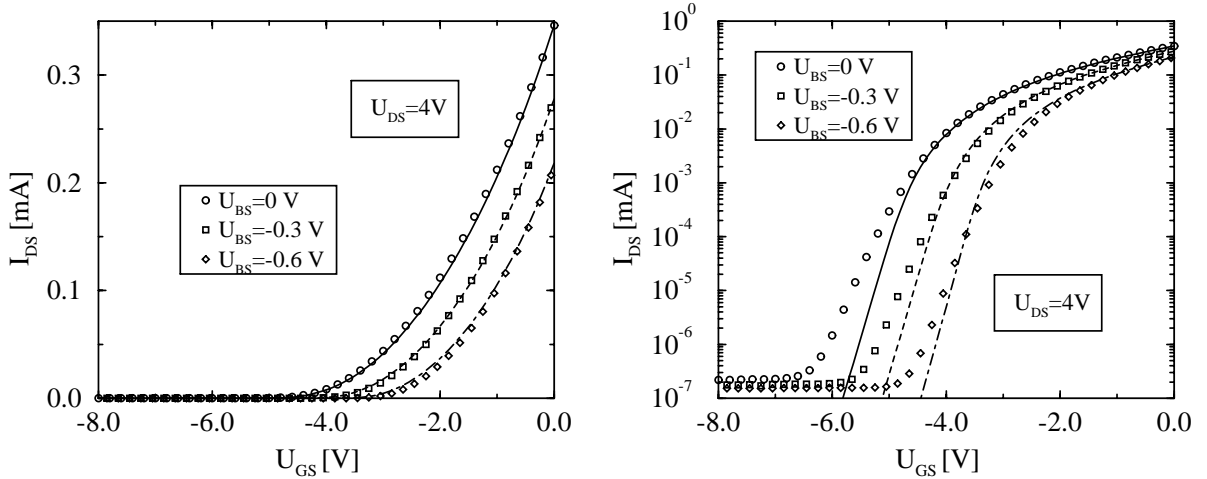 0.3
0.2
0.1
0.0
I_DS [mA]
U_DS=4V
U_BS=0 V
U_BS=-0.3 V
U_BS=-0.6 V
-8.0 -6.0 -4.0 -2.0 0.0
U_GS [V]
10^0
10^-1
10^-2
10^-3
10^-4
10^-5
10^-6
10^-7
I_DS [mA]
U_BS=0 V
U_BS=-0.3 V
U_BS=-0.6 V
U_DS=4V
-8.0 -6.0 -4.0 -2.0 0.0
U_GS [V]